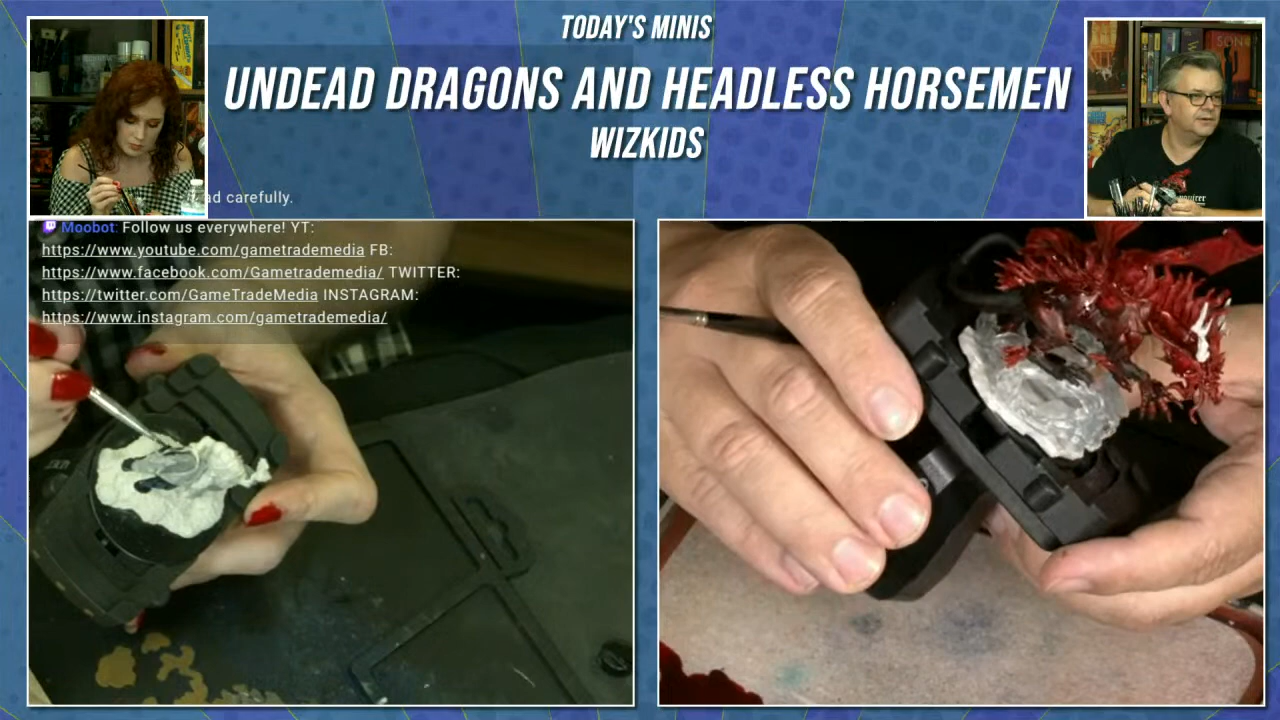 TODAY'S MINIS
UNDEAD DRAGONS AND HEADLESS HORSEMEN
WIZKIDS
ad carefully.
Moobot: Follow us everywhere! YT:
https://www.youtube.com/gametrademedia FB:
https://www.facebook.com/Gametrademedia/ TWITTER:
https://twitter.com/GameTradeMedia INSTAGRAM:
https://www.instagram.com/gametrademedia/